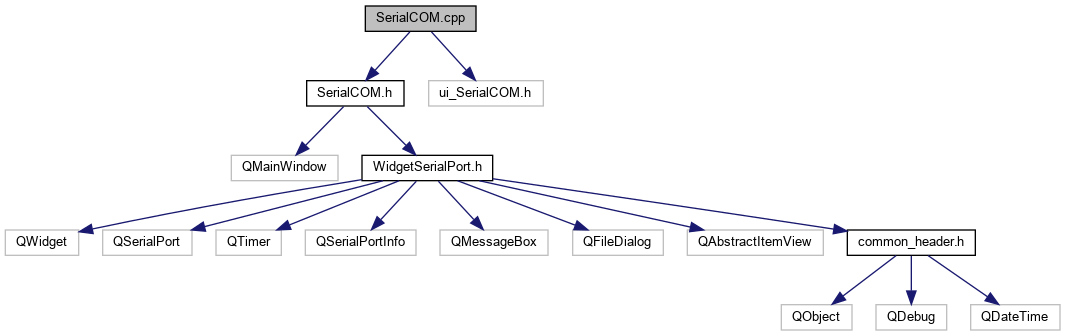 SerialCOM.cpp
SerialCOM.h
ui_SerialCOM.h
QMainWindow
WidgetSerialPort.h
QWidget
QSerialPort
QTimer
QSerialPortInfo
QMessageBox
QFileDialog
QAbstractItemView
common_header.h
QObject
QDebug
QDateTime